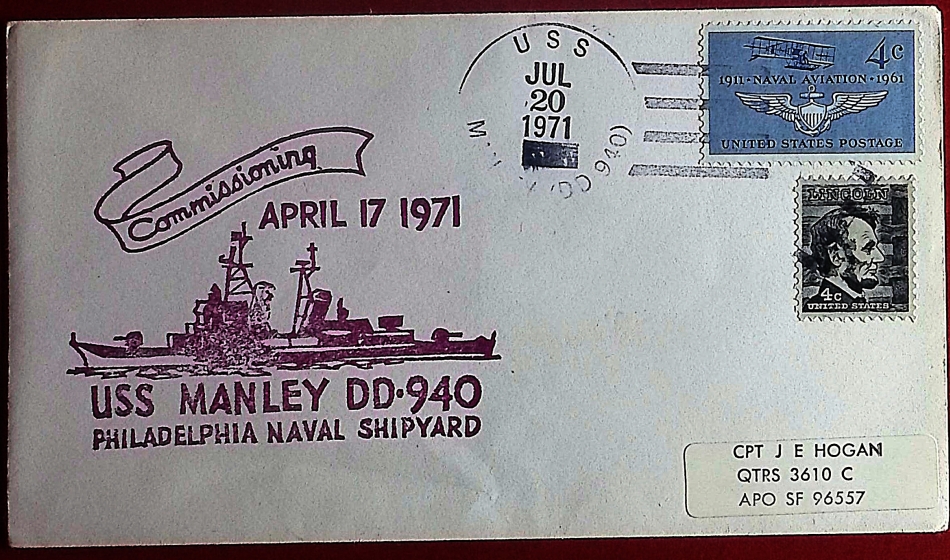 Commissioning
APRIL 17 1971
USS MANLEY DD-940
PHILADELPHIA NAVAL SHIPYARD
USS
JUL
20
1971
(DD 940)
4c
1911-NAVAL AVIATION-1961
UNITED STATES POSTAGE
LINCOLN
4c
UNITED STATES
CPT J E HOGAN
QTRS 3610 C
APO SF 96557